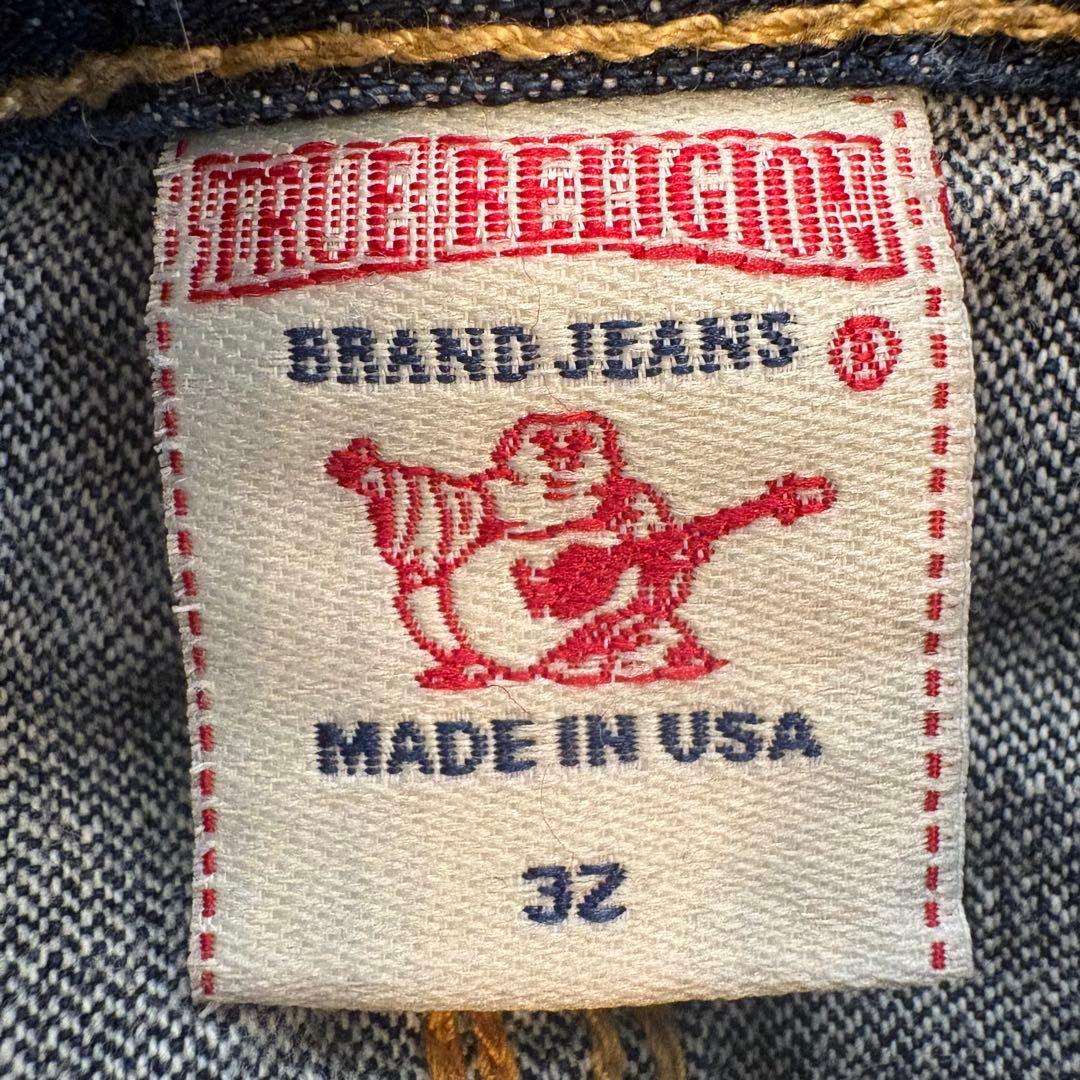 TRUE RELIGION
BRAND JEANS ®
MADE IN USA
32